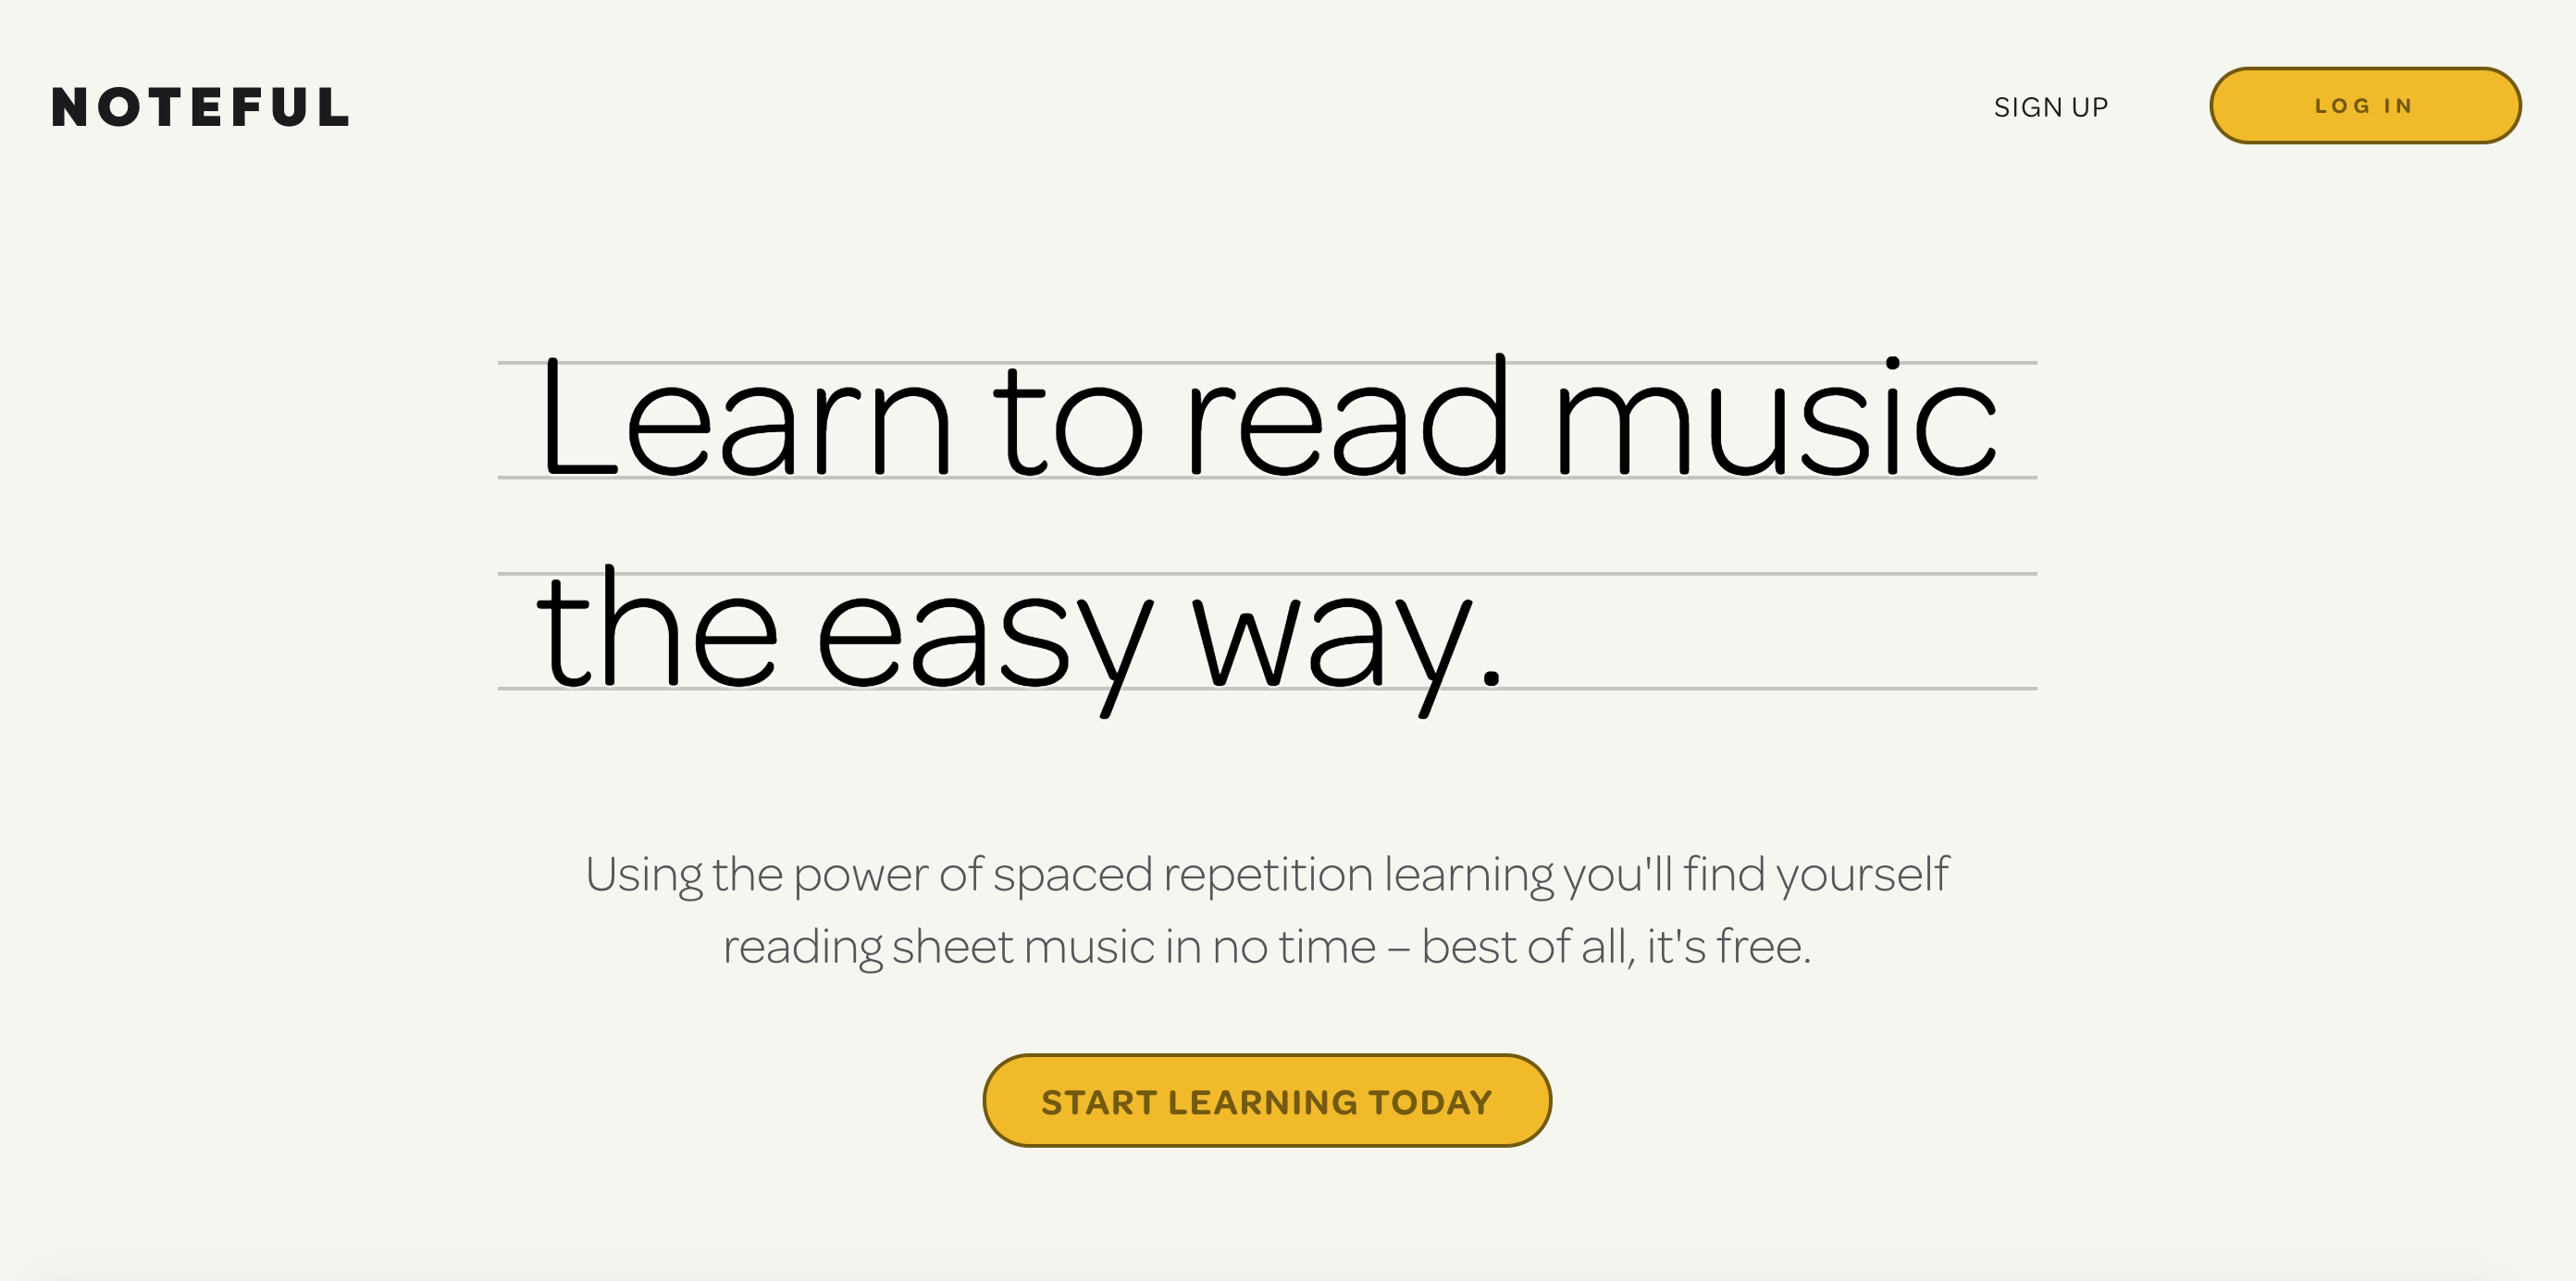 NOTEFUL
SIGN UP
LOG IN
Learn to read music
the easy way.
Using the power of spaced repetition learning you'll find yourself
reading sheet music in no time – best of all, it's free.
START LEARNING TODAY